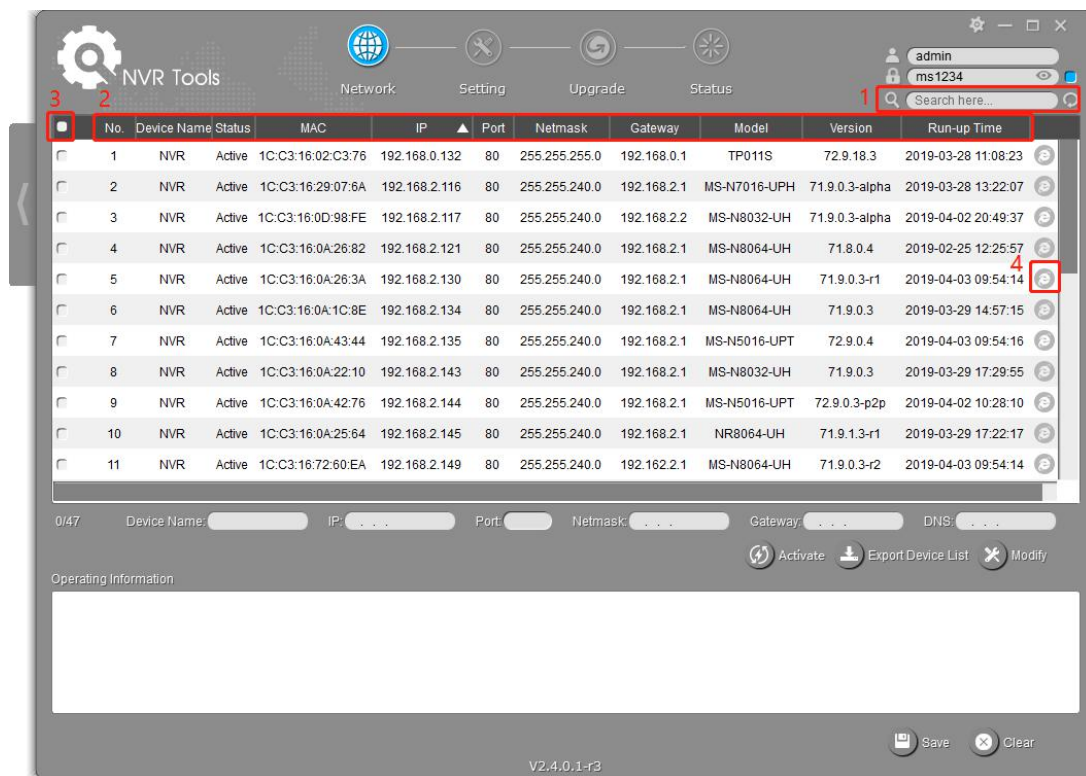 admin
NVR Tools
ms1234
Network Setting Upgrade Status
3 2 1 Search here...
No. Device Name Status MAC IP Port Netmask Gateway Model Version Run-up Time
1 NVR Active 1C:C3:16:02:C3:76 192.168.0.132 80 255.255.255.0 192.168.0.1 TP011S 72.9.18.3 2019-03-28 11:08:23
2 NVR Active 1C:C3:16:29:07:6A 192.168.2.116 80 255.255.240.0 192.168.2.1 MS-N7016-UPH 71.9.0.3-alpha 2019-03-28 13:22:07
3 NVR Active 1C:C3:16:0D:98:FE 192.168.2.117 80 255.255.240.0 192.168.2.2 MS-N8032-UH 71.9.0.3-alpha 2019-04-02 20:49:37
4 NVR Active 1C:C3:16:0A:26:82 192.168.2.121 80 255.255.240.0 192.168.2.1 MS-N8064-UH 71.8.0.4 2019-02-25 12:25:57
4
5 NVR Active 1C:C3:16:0A:26:3A 192.168.2.130 80 255.255.240.0 192.168.2.1 MS-N8064-UH 71.9.0.3-r1 2019-04-03 09:54:14
6 NVR Active 1C:C3:16:0A:1C:8E 192.168.2.134 80 255.255.240.0 192.168.2.1 MS-N8064-UH 71.9.0.3 2019-03-29 14:57:15
7 NVR Active 1C:C3:16:0A:43:44 192.168.2.135 80 255.255.240.0 192.168.2.1 MS-N5016-UPT 72.9.0.4 2019-04-03 09:54:16
8 NVR Active 1C:C3:16:0A:22:10 192.168.2.143 80 255.255.240.0 192.168.2.1 MS-N8032-UH 71.9.0.3 2019-03-29 17:29:55
9 NVR Active 1C:C3:16:0A:42:76 192.168.2.144 80 255.255.240.0 192.168.2.1 MS-N5016-UPT 72.9.0.3-p2p 2019-04-02 10:28:10
10 NVR Active 1C:C3:16:0A:25:64 192.168.2.145 80 255.255.240.0 192.168.2.1 NR8064-UH 71.9.1.3-r1 2019-03-29 17:22:17
11 NVR Active 1C:C3:16:72:60:EA 192.168.2.149 80 255.255.240.0 192.162.2.1 MS-N8064-UH 71.9.0.3-r2 2019-04-03 09:54:14
0/47 Device Name: IP: . . . Port: Netmask: . . . Gateway: . . . DNS: . . .
Activate Export Device List Modify
Operating Information
Save Clear
V2.4.0.1-r3